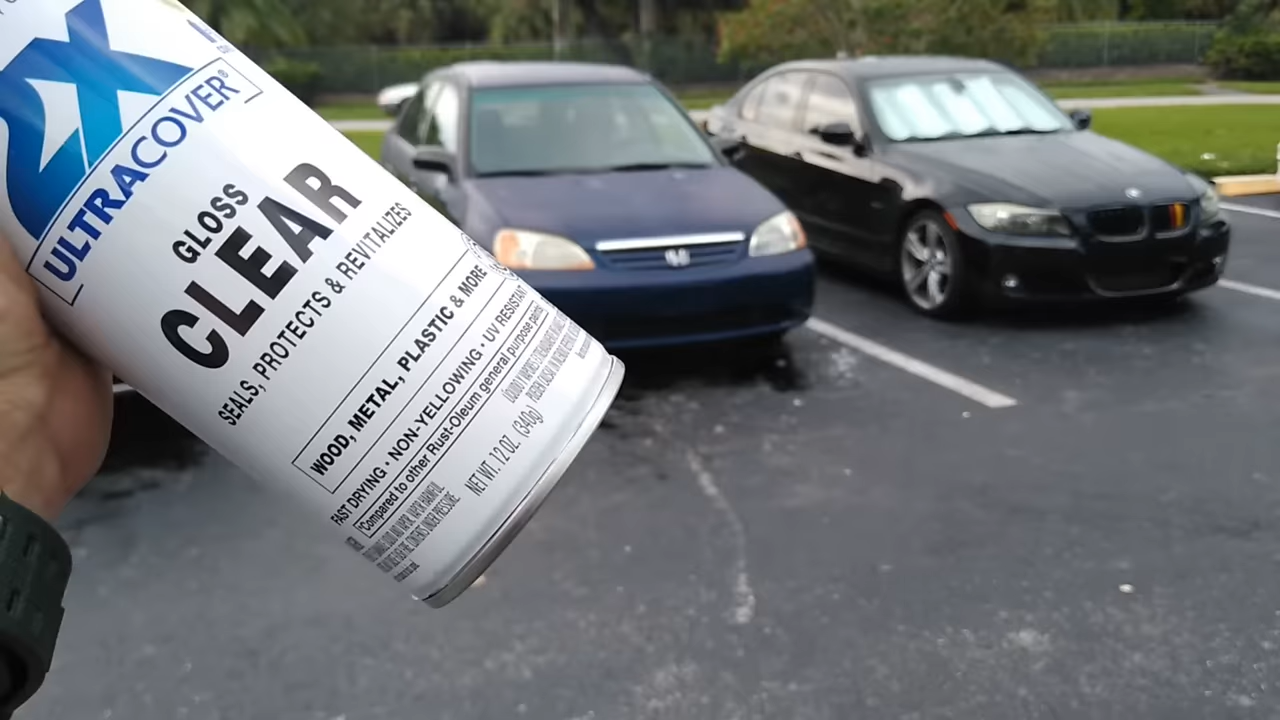 2X
ULTRACOVER®
GLOSS
CLEAR
SEALS, PROTECTS & REVITALIZES
WOOD, METAL, PLASTIC & MORE
FAST DRYING • NON-YELLOWING • UV RESISTANT
*Compared to other Rust-Oleum general purpose paints
NET WT. 12 OZ. (340g)